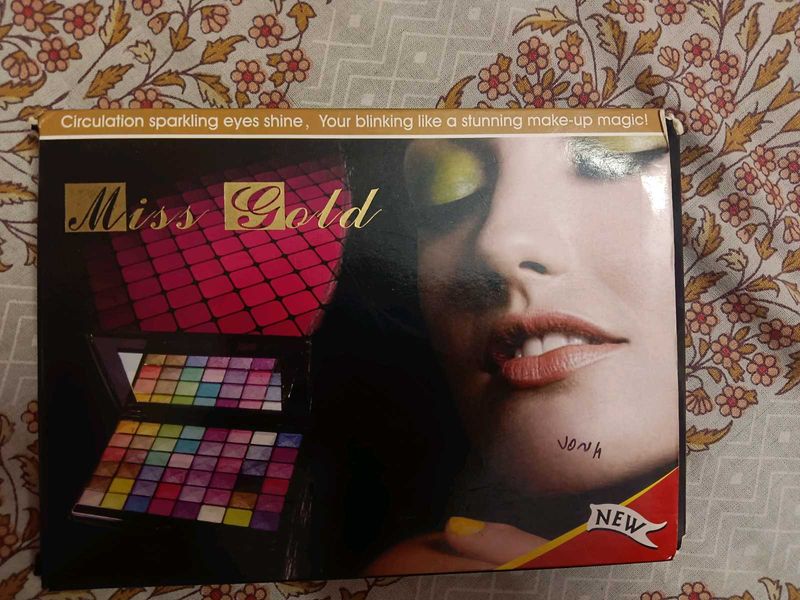 Circulation sparkling eyes shine, Your blinking like a stunning make-up magic!
Miss Gold
NEW